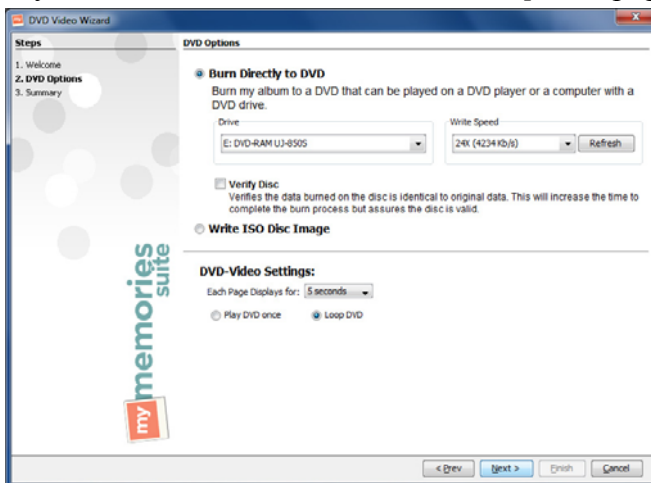 DVD Video Wizard
Steps
1. Welcome
2. DVD Options
3. Summary
my memories
suite
DVD Options
Burn Directly to DVD
Burn my album to a DVD that can be played on a DVD player or a computer with a
DVD drive.
Drive
E: DVD-RAM UJ-850S
Write Speed
24X (4234 Kb/s)
Refresh
Verify Disc
Verifies the data burned on the disc is identical to original data. This will increase the time to
complete the burn process but assures the disc is valid.
Write ISO Disc Image
DVD-Video Settings:
Each Page Displays for: 5 seconds
Play DVD once Loop DVD
< Prev Next > Finish Cancel